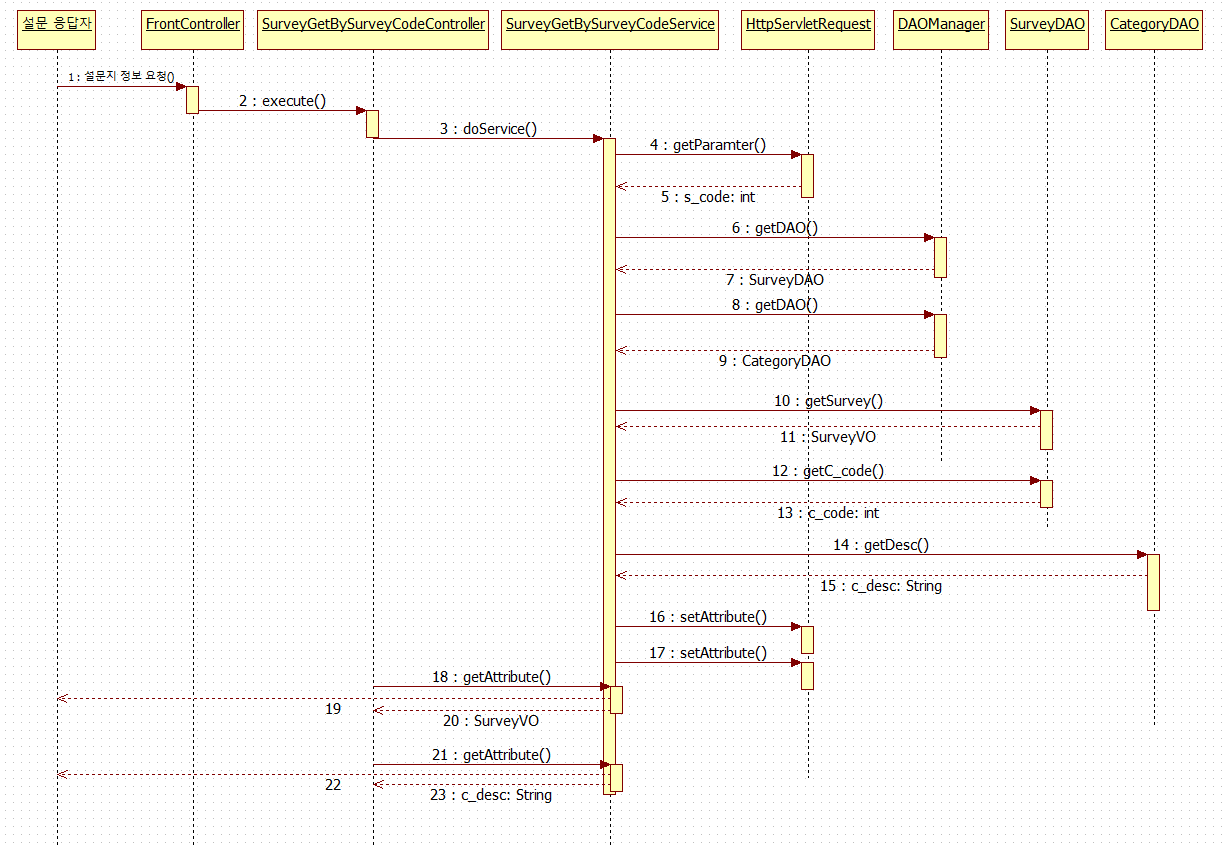 설문 응답자
FrontController
SurveyGetBySurveyCodeController
SurveyGetBySurveyCodeService
HttpServletRequest
DAOManager
SurveyDAO
CategoryDAO
1 : 설문지 정보 요청()
2 : execute()
3 : doService()
4 : getParamter()
5 : s_code: int
6 : getDAO()
7 : SurveyDAO
8 : getDAO()
9 : CategoryDAO
10 : getSurvey()
11 : SurveyVO
12 : getC_code()
13 : c_code: int
14 : getDesc()
15 : c_desc: String
16 : setAttribute()
17 : setAttribute()
18 : getAttribute()
19
20 : SurveyVO
21 : getAttribute()
22
23 : c_desc: String